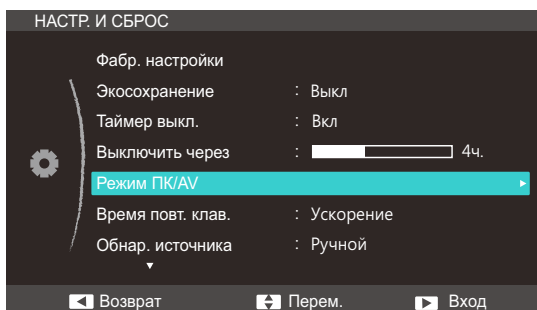 НАСТР. И СБРОС
Фабр. настройки
Экосохранение : Выкл
Таймер выкл. : Вкл
Выключить через : 4ч.
Режим ПК/AV
Время повт. клав. : Ускорение
Обнар. источника : Ручной
Возврат Перем. Вход